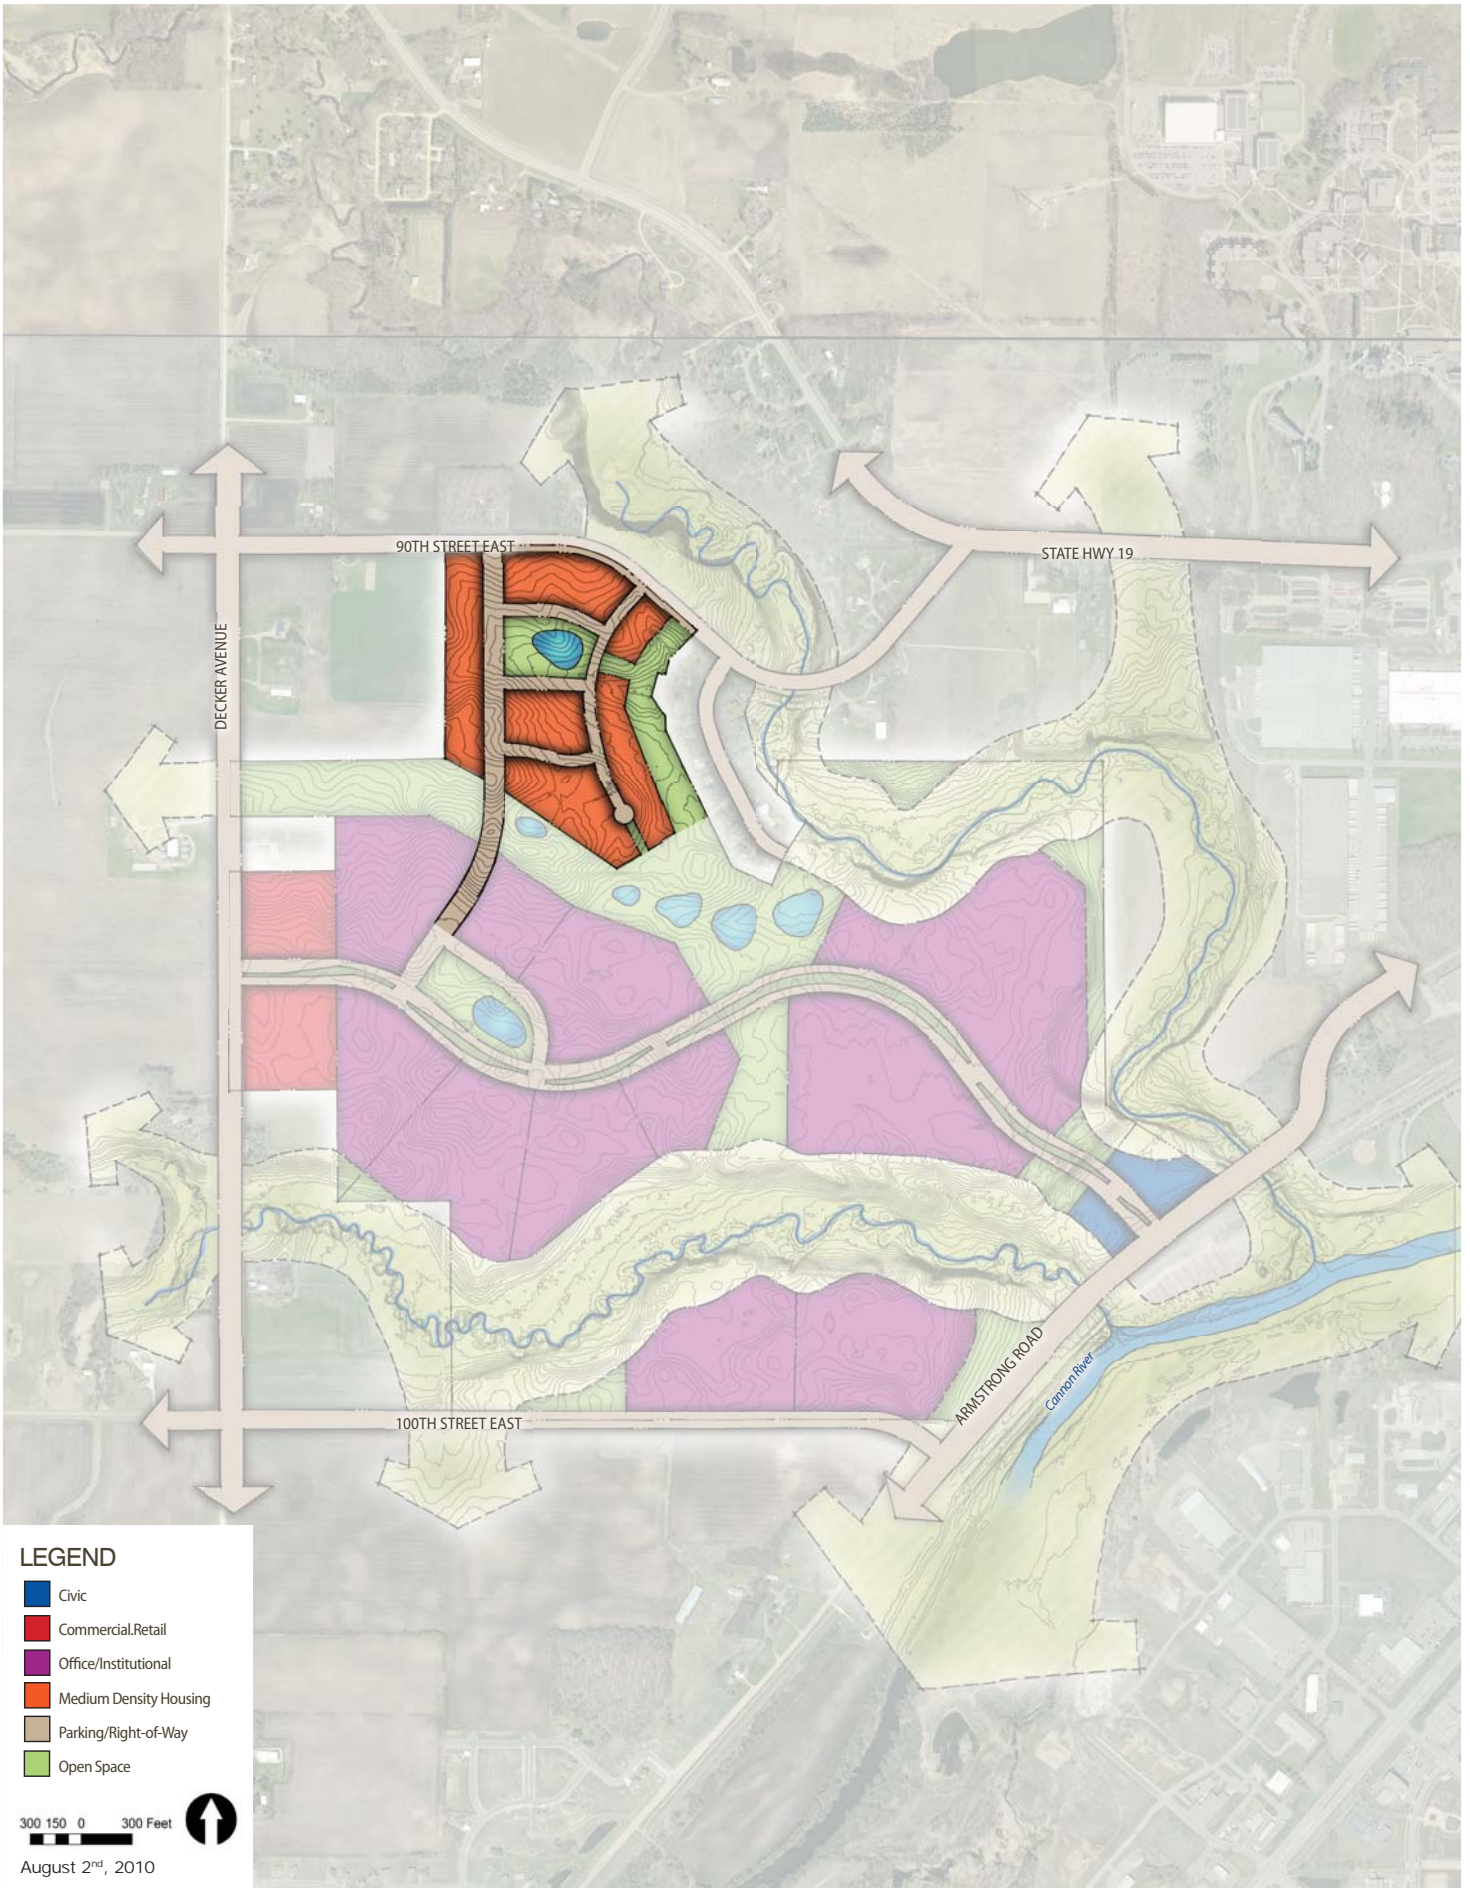 90TH STREET EAST
STATE HWY 19
DECKER AVENUE
ARMSTRONG ROAD
Cannon River
100TH STREET EAST
LEGEND
Civic
Commercial.Retail
Office/Institutional
Medium Density Housing
Parking/Right-of-Way
Open Space
300 150 0 300 Feet
August 2nd, 2010